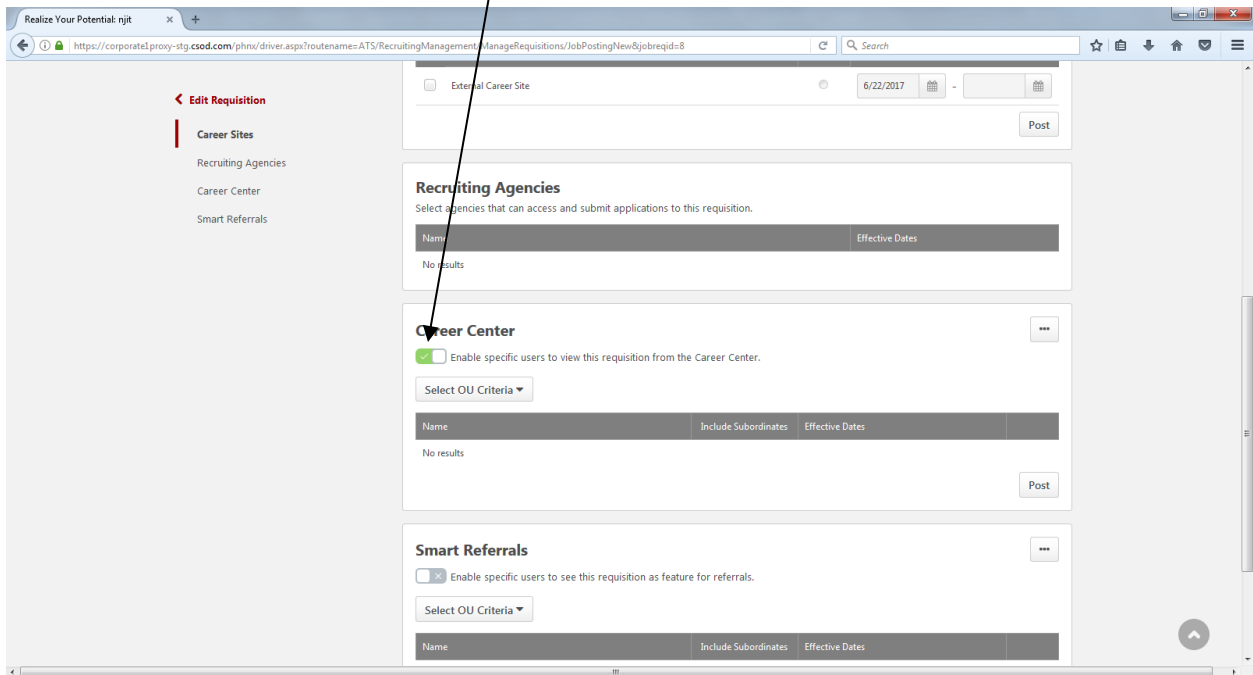 Realize Your Potential: njit
https://corporate1proxy-stg.csod.com/phnx/driver.aspx?routename=ATS/RecruitingManagement/ManageRequisitions/JobPostingNew&jobreqid=8
Search
External Career Site
6/22/2017 -
Post
Edit Requisition
Career Sites
Recruiting Agencies
Career Center
Smart Referrals
Recruiting Agencies
Select agencies that can access and submit applications to this requisition.
Name Effective Dates
No results
Career Center
Enable specific users to view this requisition from the Career Center.
Select OU Criteria
Name Include Subordinates Effective Dates
No results
Post
Smart Referrals
Enable specific users to see this requisition as feature for referrals.
Select OU Criteria
Name Include Subordinates Effective Dates